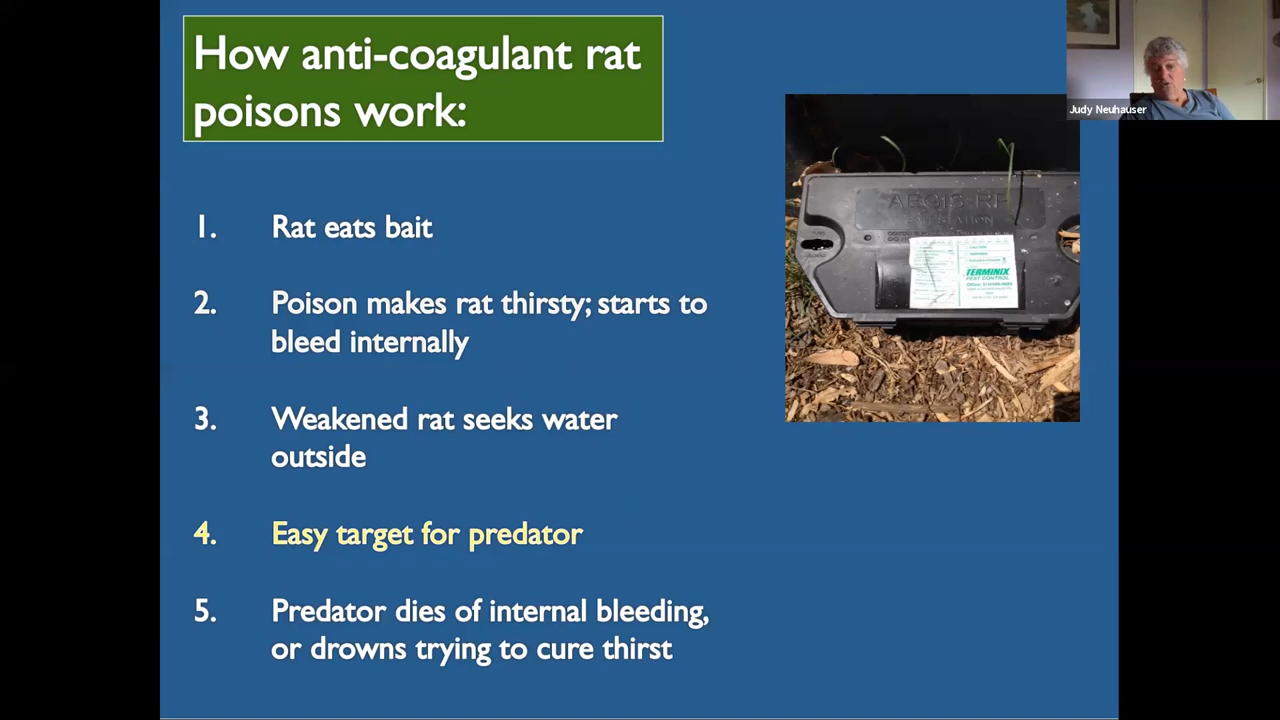 How anti-coagulant rat
poisons work:
Judy Neuhauser
1. Rat eats bait
2. Poison makes rat thirsty; starts to
bleed internally
3. Weakened rat seeks water
outside
4. Easy target for predator
5. Predator dies of internal bleeding,
or drowns trying to cure thirst
AEGIS-RP
TERMINIX
PEST CONTROL